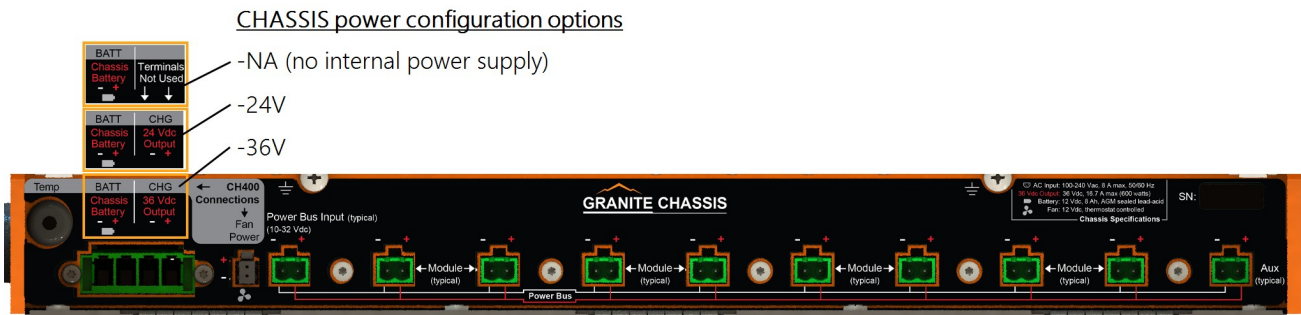 CHASSIS power configuration options
BATT
Chassis Terminals
Battery Not Used
- +
-NA (no internal power supply)
BATT CHG
Chassis 24 Vdc
Battery Output
- + - +
-24V
-36V
Temp BATT CHG ← CH400
Chassis 36 Vdc Connections
Battery Output
- + - +
Fan
Power
+
-
Power Bus Input (typical)
(10-32 Vdc)
- +
GRANITE CHASSIS
AC Input: 100-240 Vac, 8 A max, 50/60 Hz
36 Vdc Output: 36 Vdc, 16.7 A max (600 watts)
Battery: 12 Vdc, 8 Ah, AGM sealed lead-acid
Fan: 12 Vdc, thermostat controlled
Chassis Specifications
SN:
- + - +
←Module→
(typical)
- + - +
←Module→
(typical)
- + - +
←Module→
(typical)
- + - +
←Module→
(typical)
- +
Aux
(typical)
Power Bus